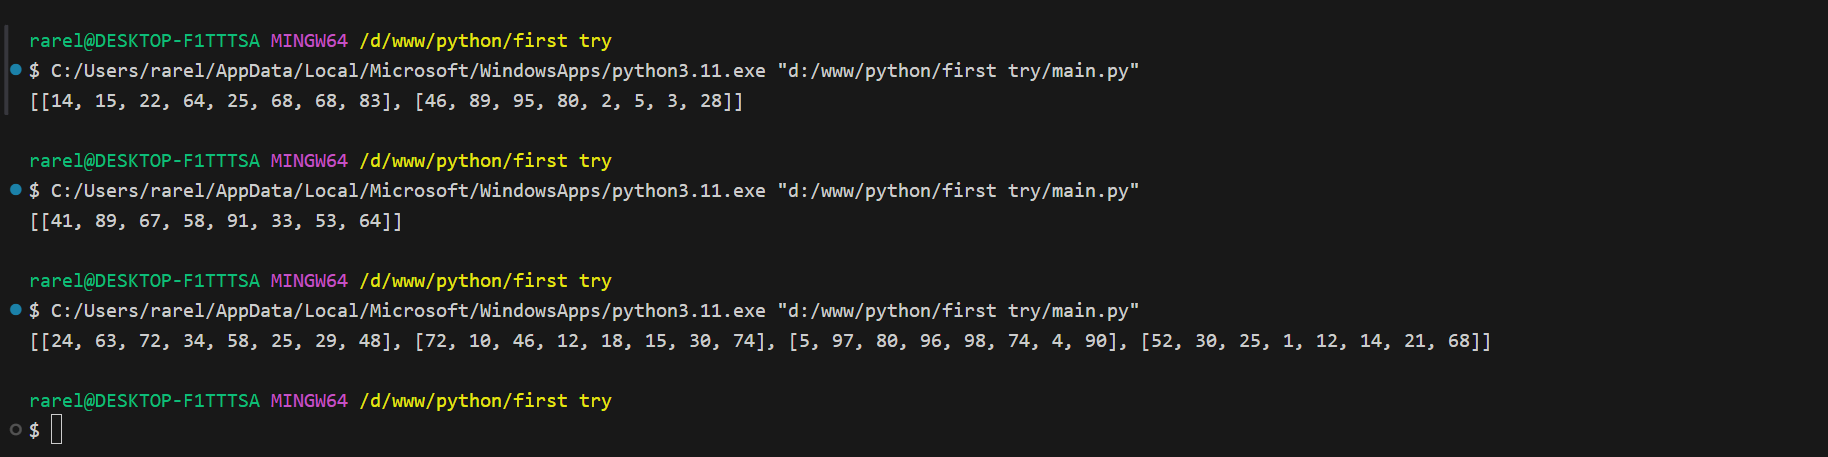 rarel@DESKTOP-F1TTTSA MINGW64 /d/www/python/first try
$ C:/Users/rarel/AppData/Local/Microsoft/WindowsApps/python3.11.exe "d:/www/python/first try/main.py"
[[14, 15, 22, 64, 25, 68, 68, 83], [46, 89, 95, 80, 2, 5, 3, 28]]
rarel@DESKTOP-F1TTTSA MINGW64 /d/www/python/first try
$ C:/Users/rarel/AppData/Local/Microsoft/WindowsApps/python3.11.exe "d:/www/python/first try/main.py"
[[41, 89, 67, 58, 91, 33, 53, 64]]
rarel@DESKTOP-F1TTTSA MINGW64 /d/www/python/first try
$ C:/Users/rarel/AppData/Local/Microsoft/WindowsApps/python3.11.exe "d:/www/python/first try/main.py"
[[24, 63, 72, 34, 58, 25, 29, 48], [72, 10, 46, 12, 18, 15, 30, 74], [5, 97, 80, 96, 98, 74, 4, 90], [52, 30, 25, 1, 12, 14, 21, 68]]
rarel@DESKTOP-F1TTTSA MINGW64 /d/www/python/first try
$